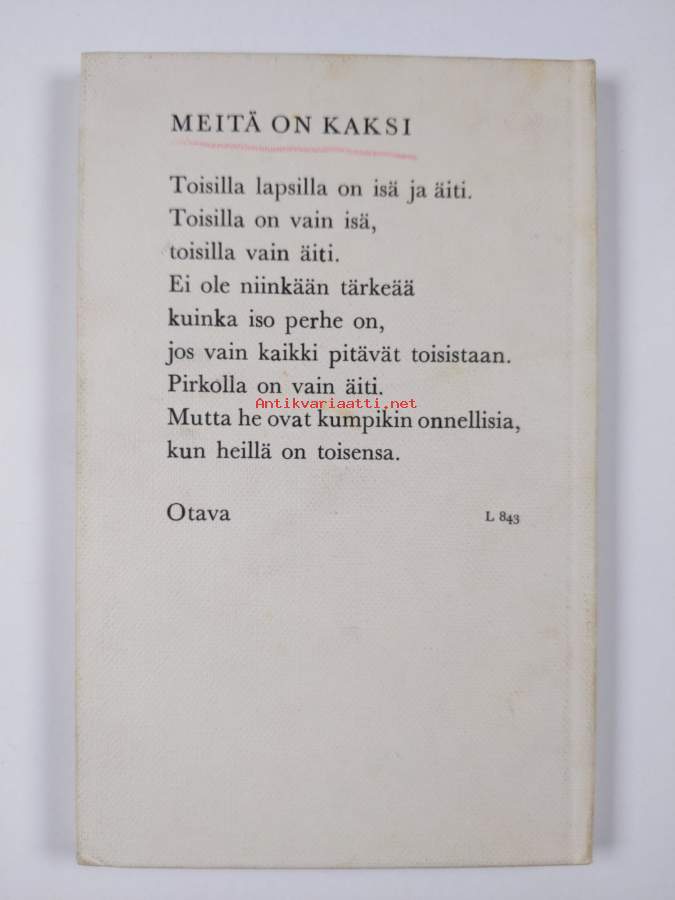 MEITÄ ON KAKSI
Toisilla lapsilla on isä ja äiti.
Toisilla on vain isä,
toisilla vain äiti.
Ei ole niinkään tärkeää
kuinka iso perhe on,
jos vain kaikki pitävät toisistaan.
Pirkolla on vain äiti.
Antikvariaatti.net
Mutta he ovat kumpikin onnellisia,
kun heillä on toisensa.
Otava
L 843